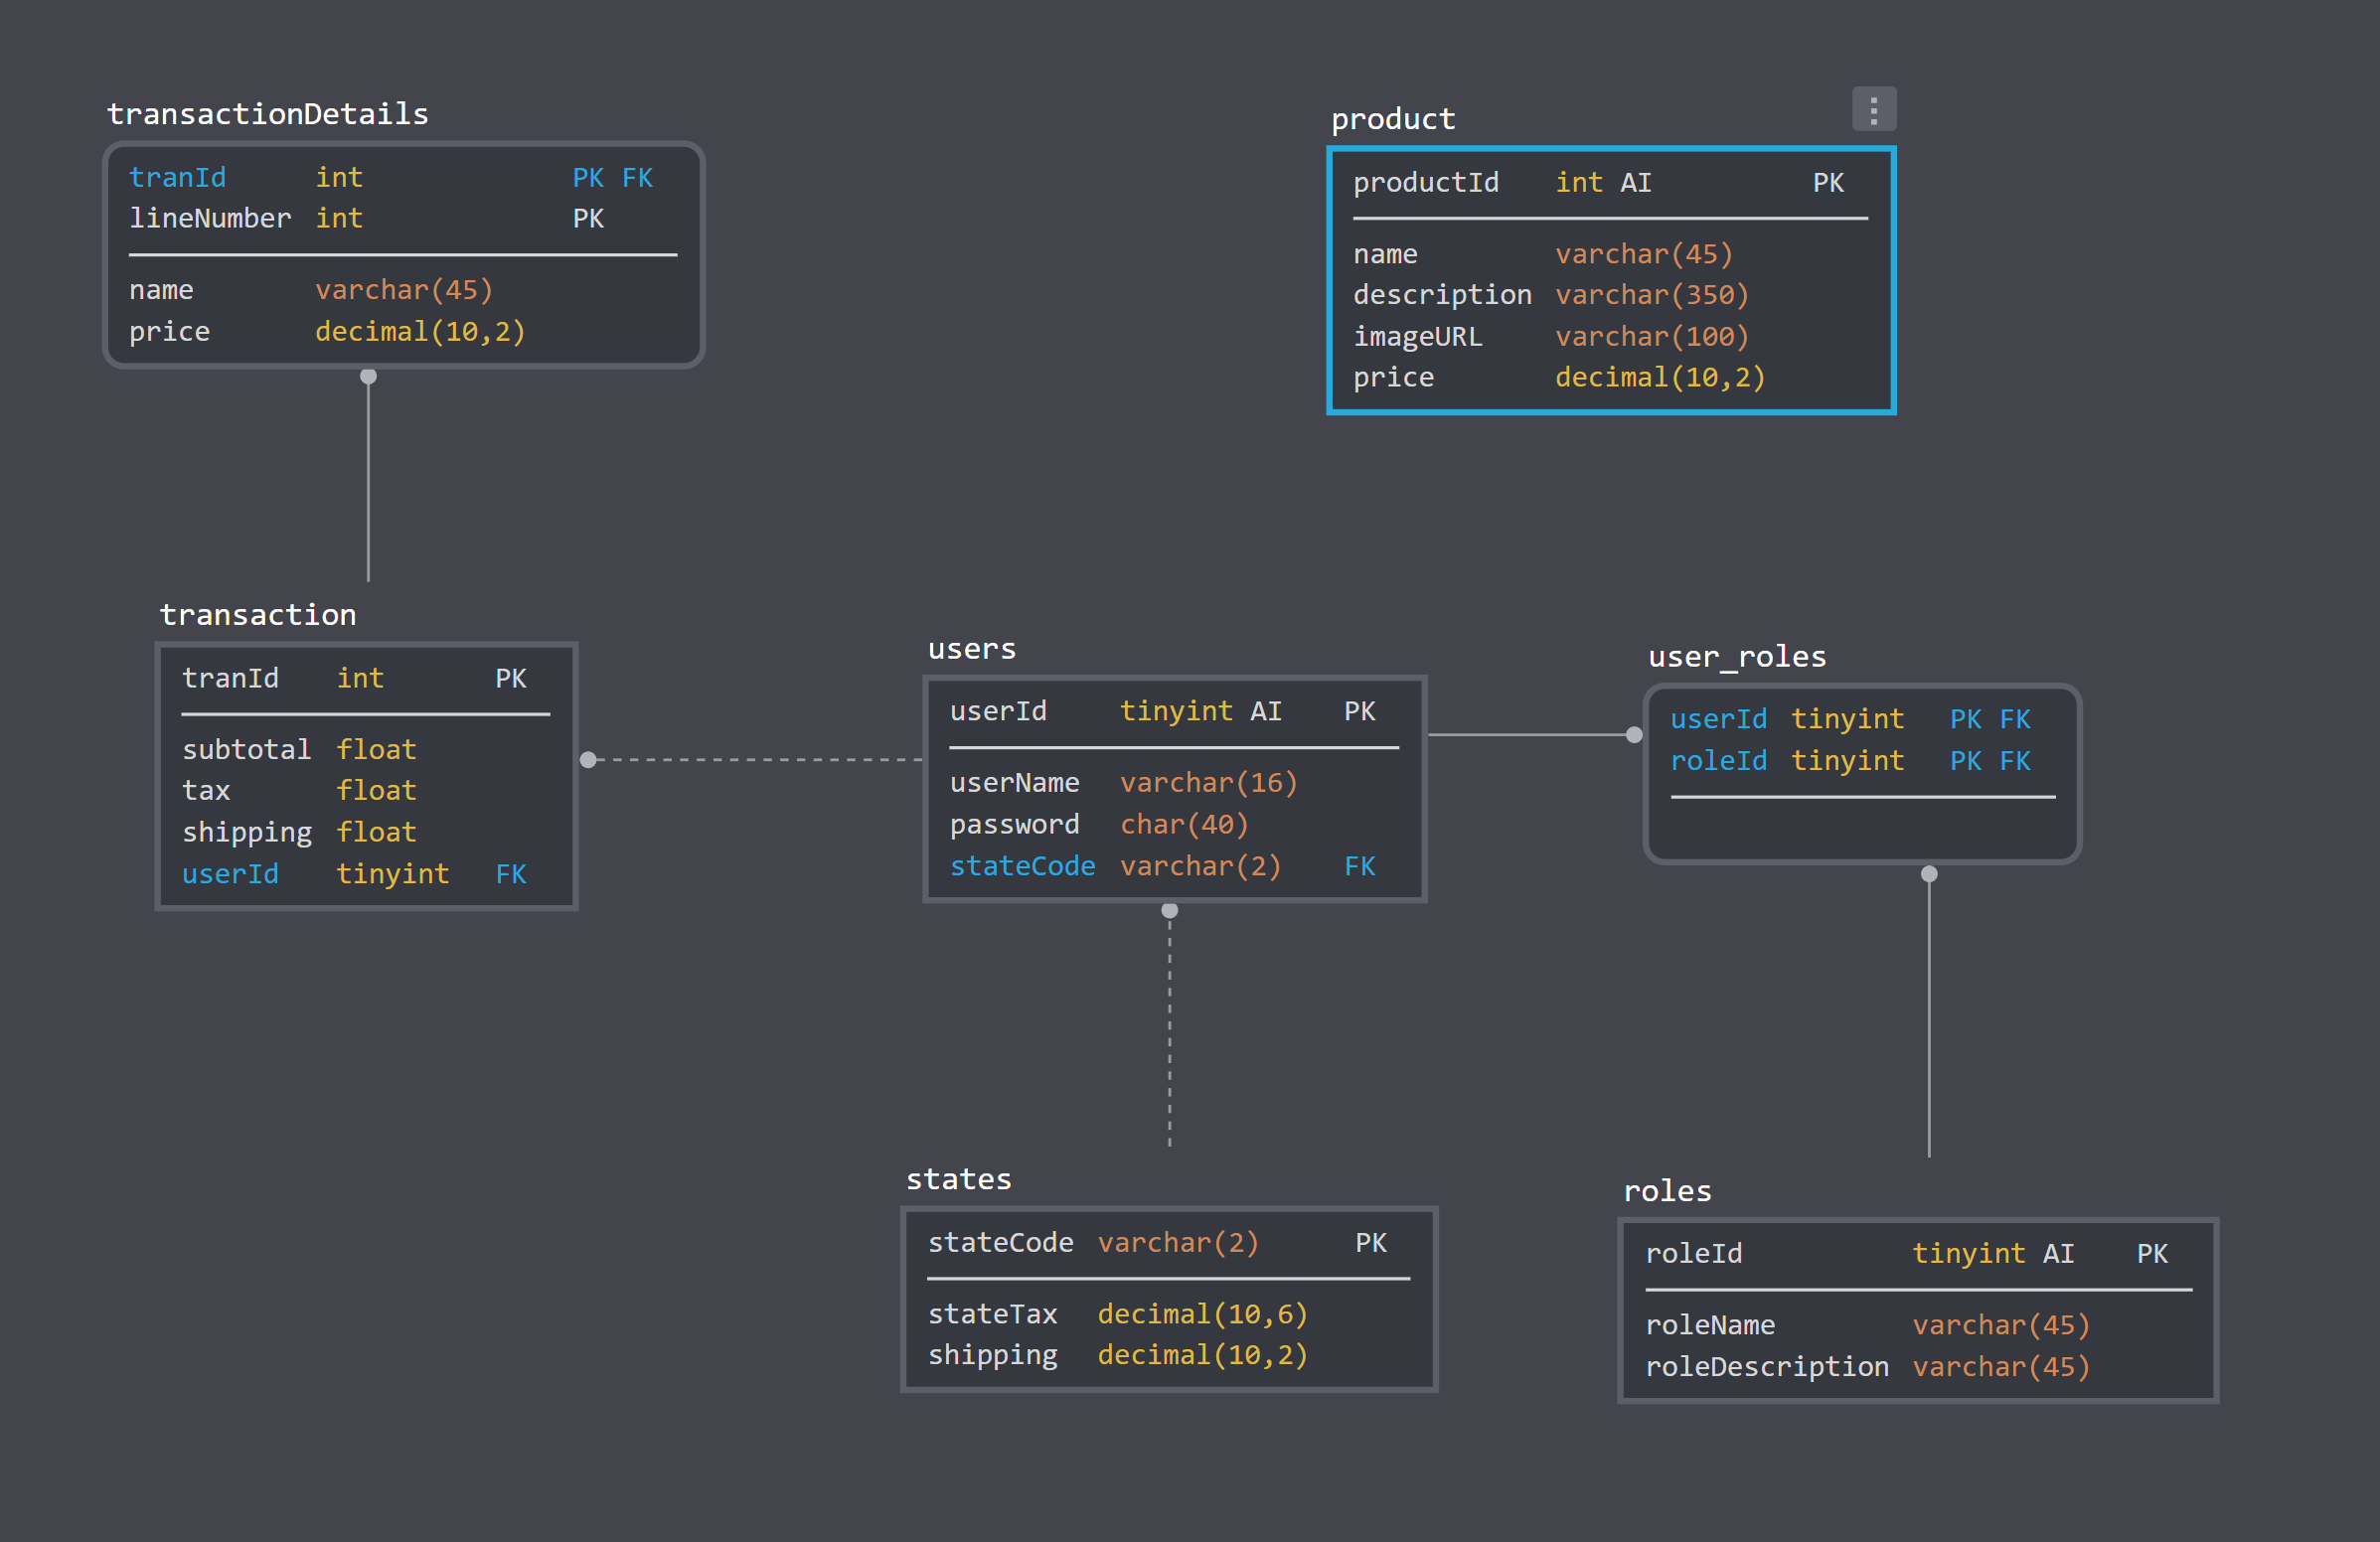 transactionDetails
tranId int PK FK
lineNumber int PK
name varchar(45)
price decimal(10,2)
product
productId int AI PK
name varchar(45)
description varchar(350)
imageURL varchar(100)
price decimal(10,2)
transaction
tranId int PK
subtotal float
tax float
shipping float
userId tinyint FK
users
userId tinyint AI PK
userName varchar(16)
password char(40)
stateCode varchar(2) FK
user_roles
userId tinyint PK FK
roleId tinyint PK FK
states
stateCode varchar(2) PK
stateTax decimal(10,6)
shipping decimal(10,2)
roles
roleId tinyint AI PK
roleName varchar(45)
roleDescription varchar(45)